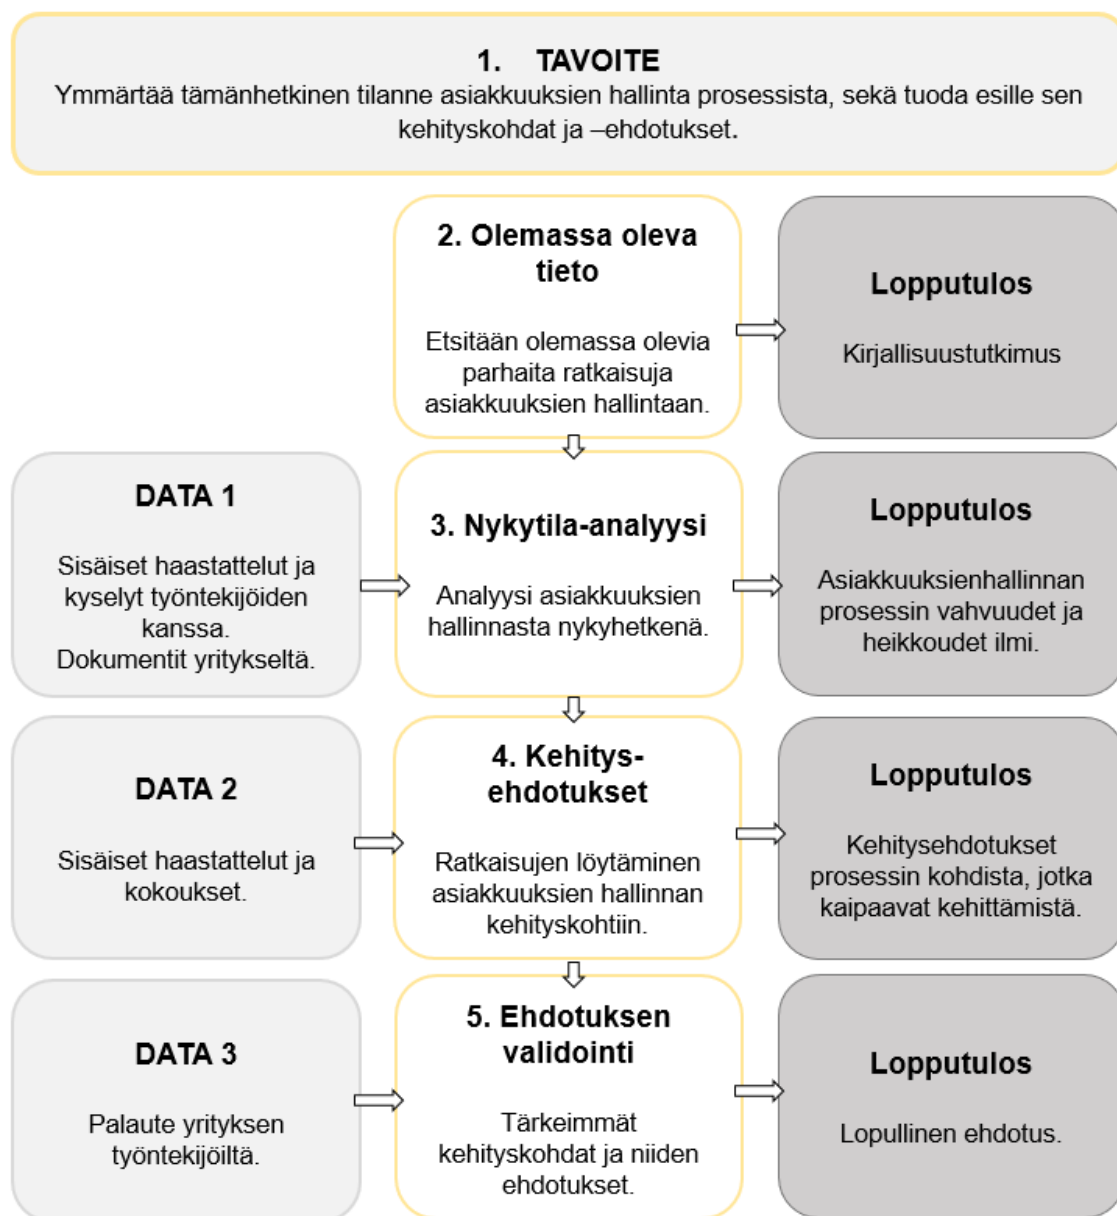 1. TAVOITE
Ymmärtää tämänhetkinen tilanne asiakkuuksien hallinta prosessista, sekä tuoda esille sen
kehityskohdat ja –ehdotukset.
2. Olemassa oleva
tieto
Etsitään olemassa olevia
parhaita ratkaisuja
asiakkuuksien hallintaan.
Lopputulos
Kirjallisuustutkimus
DATA 1
Sisäiset haastattelut ja
kyselyt työntekijöiden
kanssa.
Dokumentit yritykseltä.
3. Nykytila-analyysi
Analyysi asiakkuuksien
hallinnasta nykyhetkenä.
Lopputulos
Asiakkuuksienhallinnan
prosessin vahvuudet ja
heikkoudet ilmi.
DATA 2
Sisäiset haastattelut ja
kokoukset.
4. Kehitys-
ehdotukset
Ratkaisujen löytäminen
asiakkuuksien hallinnan
kehityskohtiin.
Lopputulos
Kehitysehdotukset
prosessin kohdista, jotka
kaipaavat kehittämistä.
DATA 3
Palaute yrityksen
työntekijöiltä.
5. Ehdotuksen
validointi
Tärkeimmät
kehityskohdat ja niiden
ehdotukset.
Lopputulos
Lopullinen ehdotus.